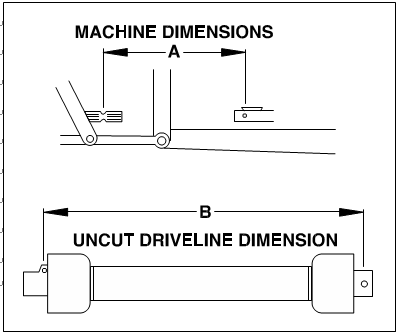 MACHINE DIMENSIONS
A
B
UNCUT DRIVELINE DIMENSION